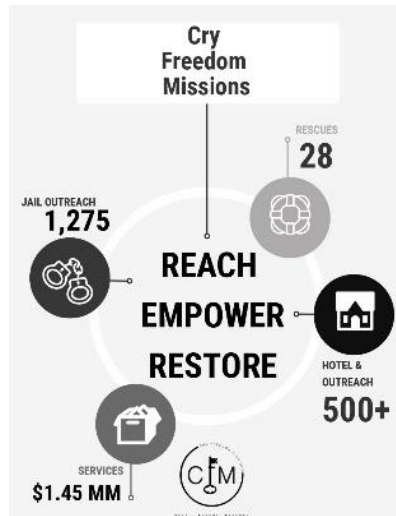 Cry
Freedom
Missions
RESCUES
28
JAIL OUTREACH
1,275
REACH
EMPOWER
RESTORE
HOTEL &
OUTREACH
500+
SERVICES
$1.45 MM
CFM